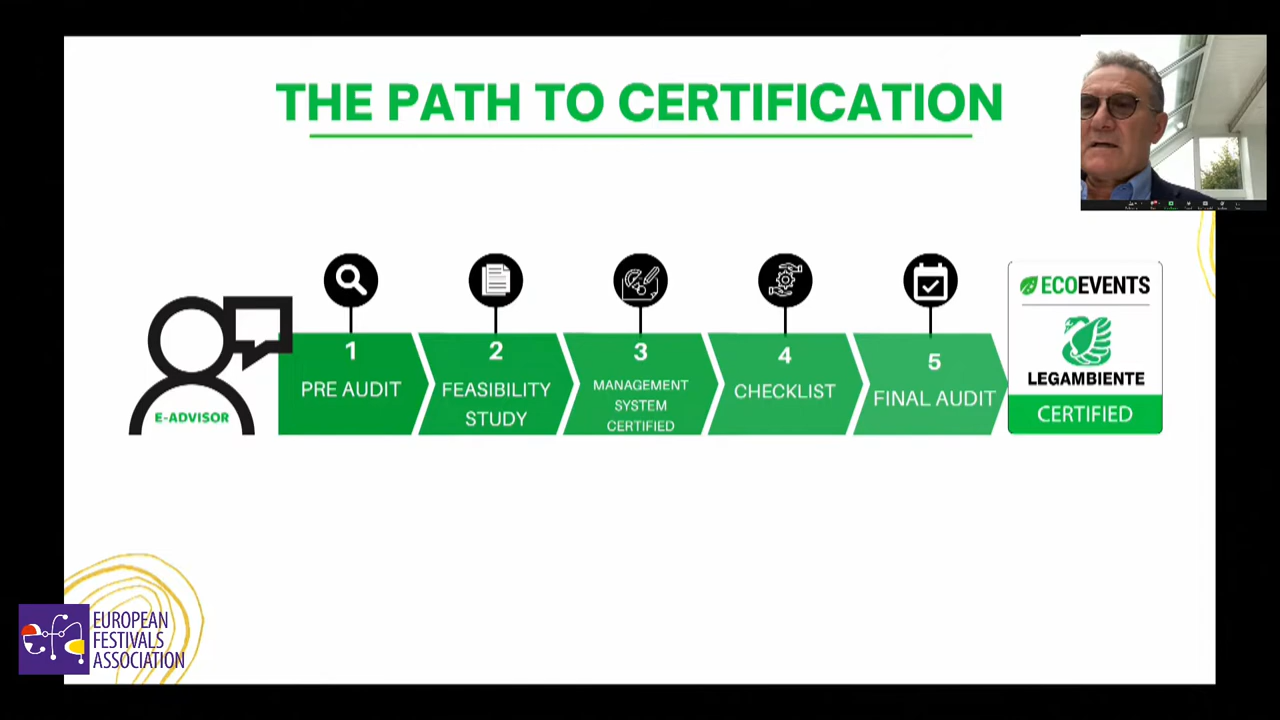 THE PATH TO CERTIFICATION
E-ADVISOR
1
PRE AUDIT
2
FEASIBILITY
STUDY
3
MANAGEMENT
SYSTEM
CERTIFIED
4
CHECKLIST
5
FINAL AUDIT
ECOEVENTS
LEGAMBIENTE
CERTIFIED
efa
EUROPEAN
FESTIVALS
ASSOCIATION